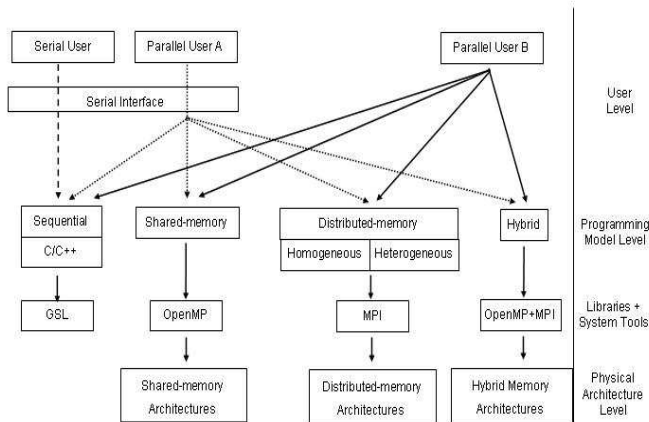 Serial User
Parallel User A
Parallel User B
Serial Interface
User
Level
Sequential
C/C++
Shared-memory
Distributed-memory
Homogeneous
Heterogeneous
Hybrid
Programming
Model Level
GSL
OpenMP
MPI
OpenMP+MPI
Libraries +
System Tools
Shared-memory
Architectures
Distributed-memory
Architectures
Hybrid Memory
Architectures
Physical
Architecture
Level